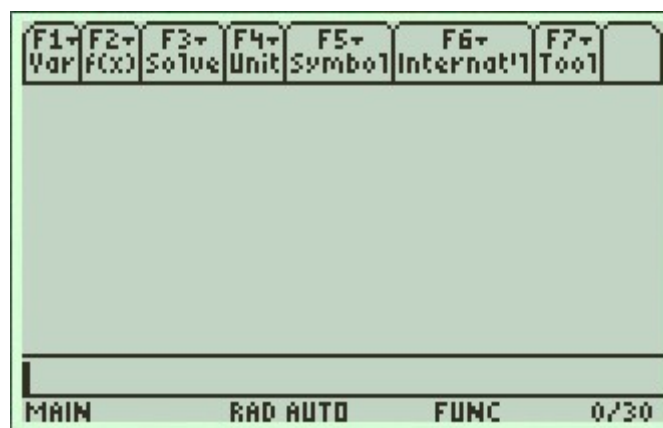 F1 F2 F3 F4 F5 F6 F7
Var f(x) Solve Unit Symbol Internat'l Tool
MAIN RAD AUTO FUNC 0/30